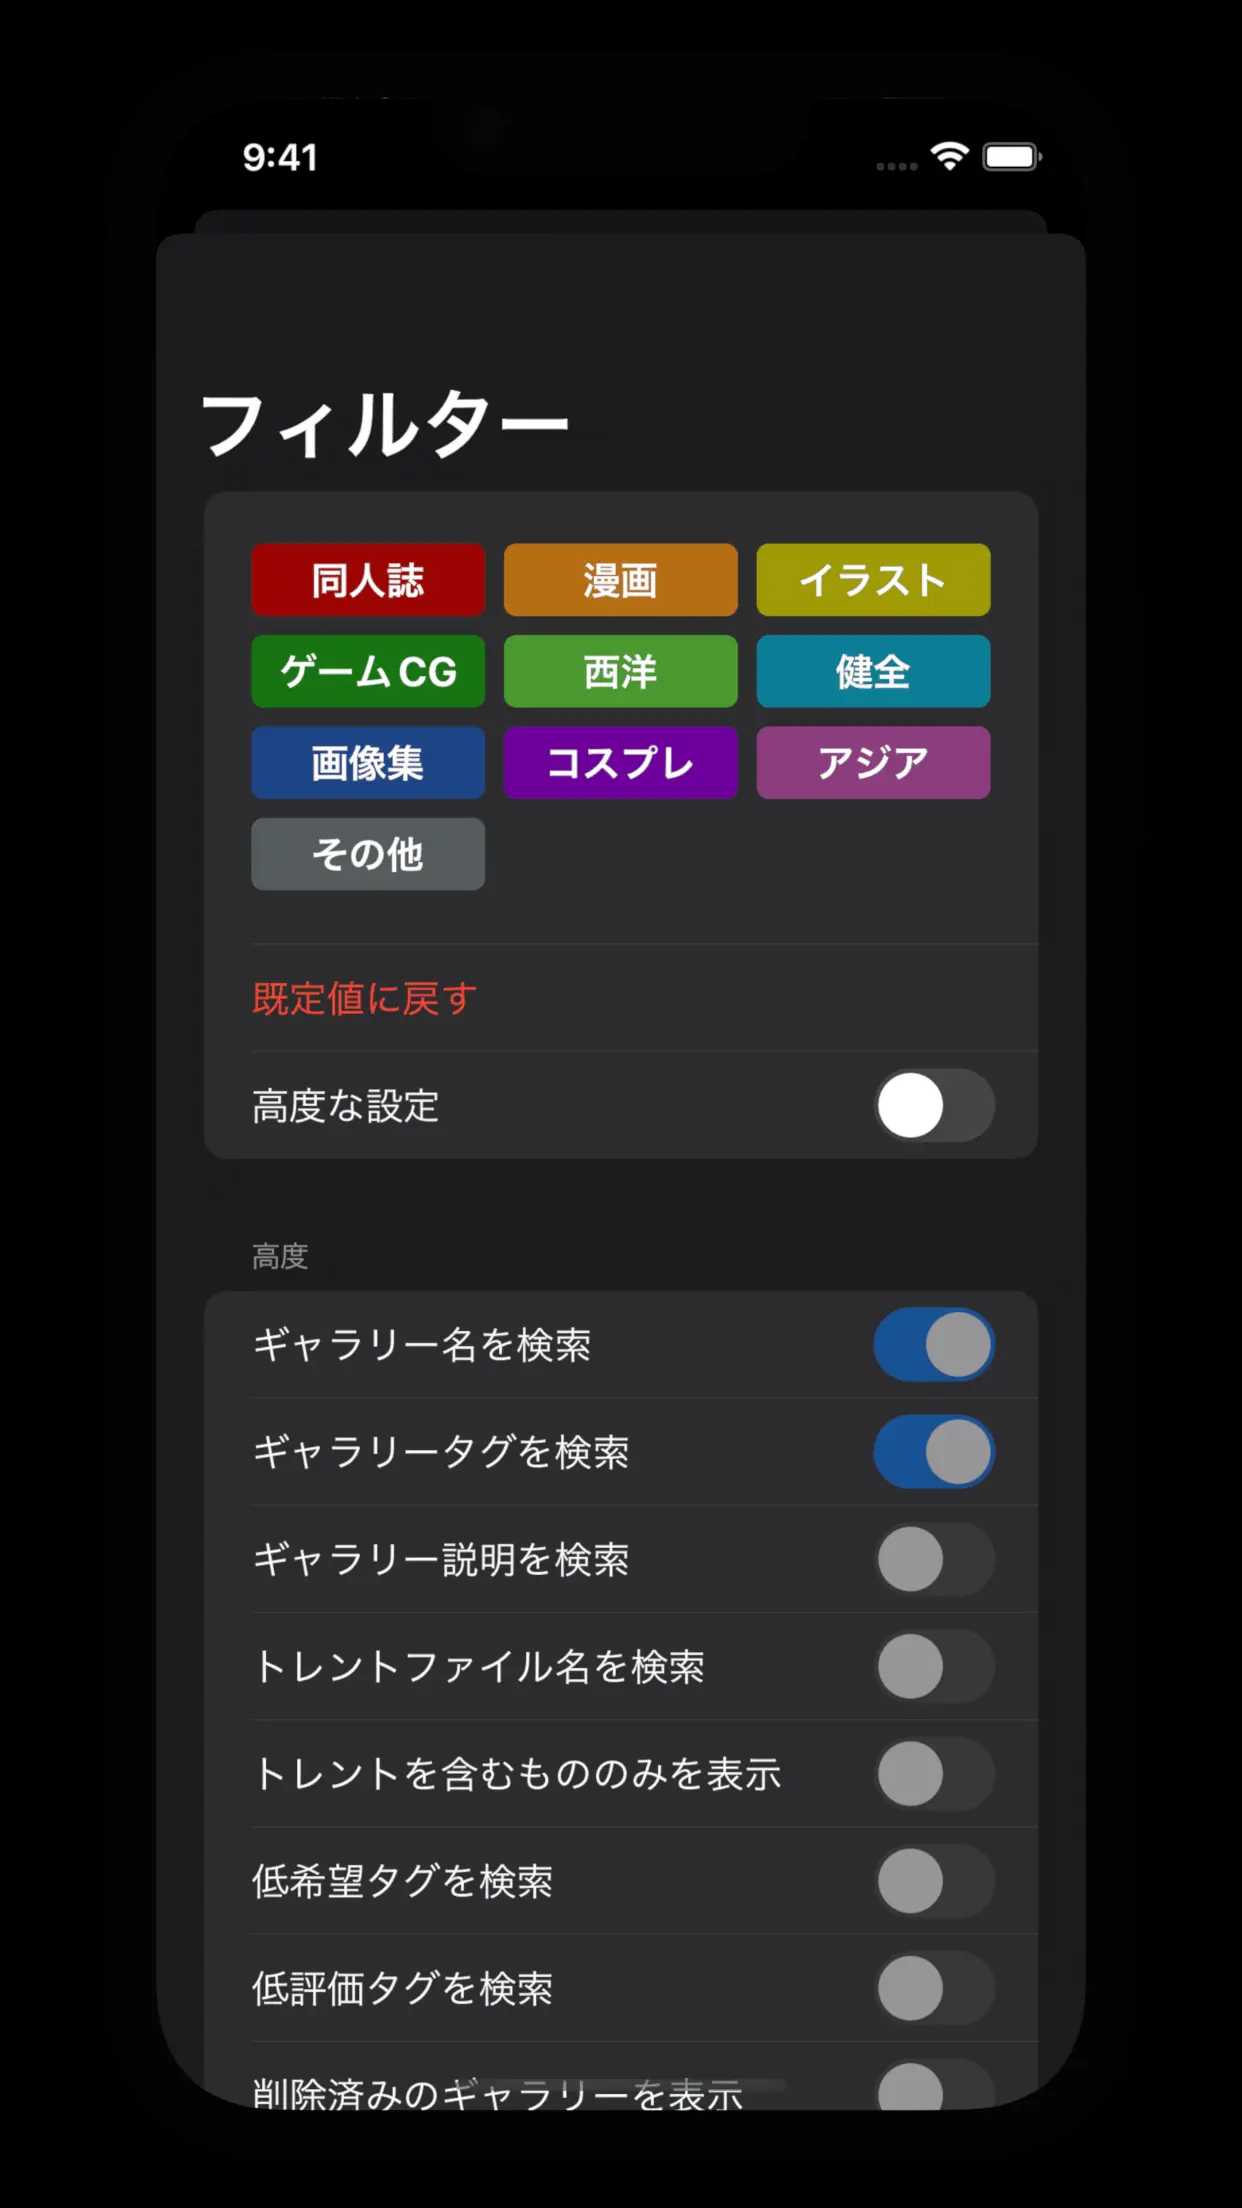 9:41
フィルター
同人誌 漫画 イラスト
ゲームCG 西洋 健全
画像集 コスプレ アジア
その他
既定値に戻す
高度な設定
高度
ギャラリー名を検索
ギャラリータグを検索
ギャラリー説明を検索
トレントファイル名を検索
トレントを含むもののみを表示
低希望タグを検索
低評価タグを検索
削除済みのギャラリーを表示